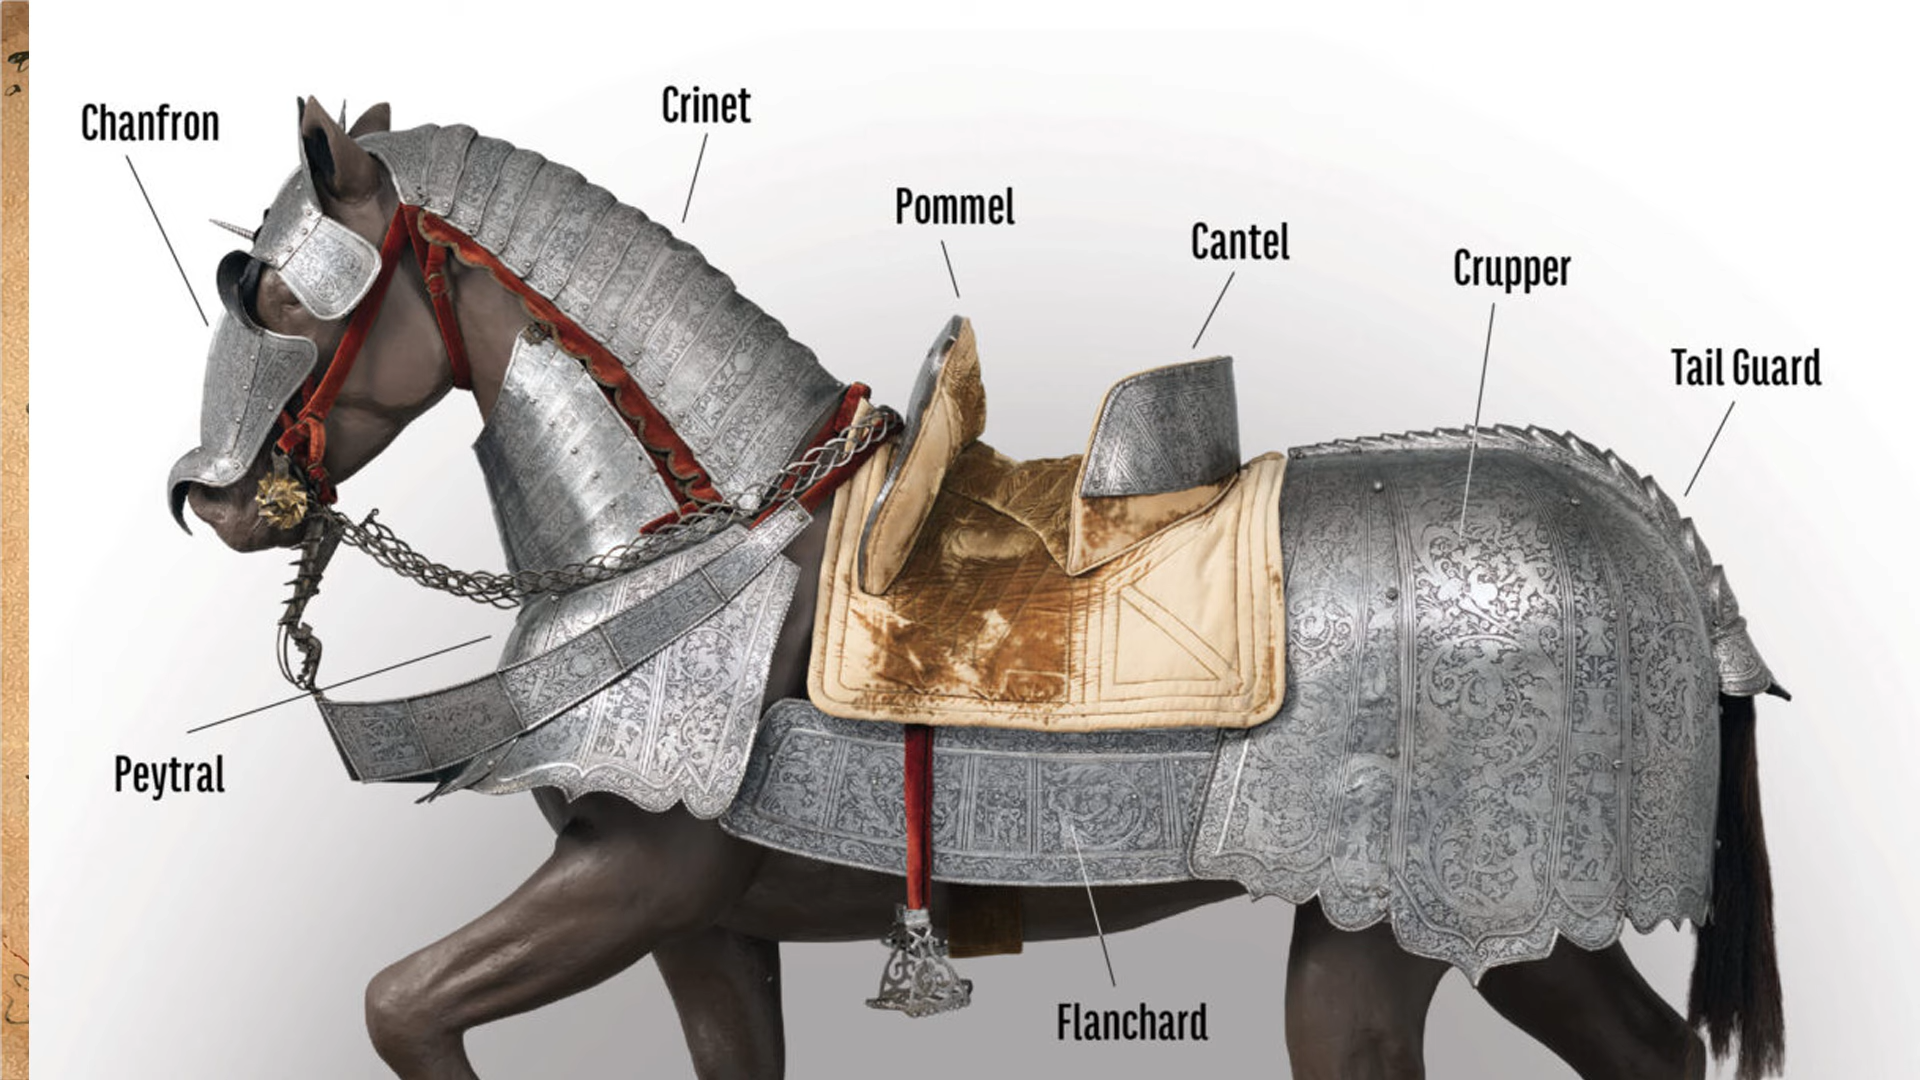 Chanfron
Crinet
Pommel
Cantel
Crupper
Tail Guard
Peytral
Flanchard